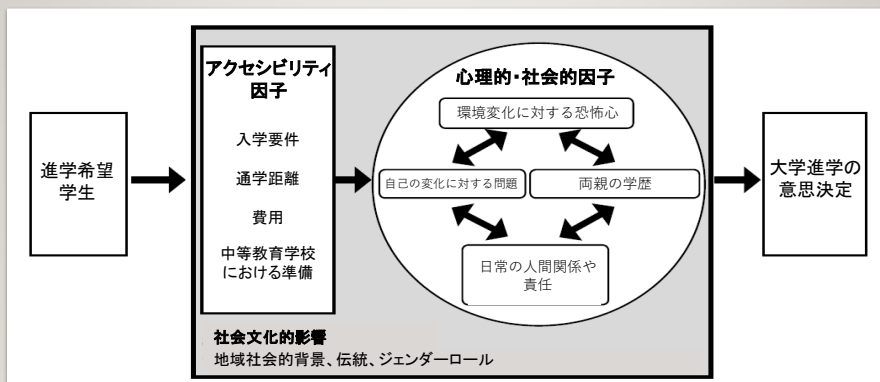 進学希望
学生
アクセシビリティ
因子
入学要件
通学距離
費用
中等教育学校
における準備
心理的・社会的因子
環境変化に対する恐怖心
自己の変化に対する問題
両親の学歴
日常の人間関係や
責任
大学進学の
意思決定
社会文化的影響
地域社会的背景、伝統、ジェンダーロール